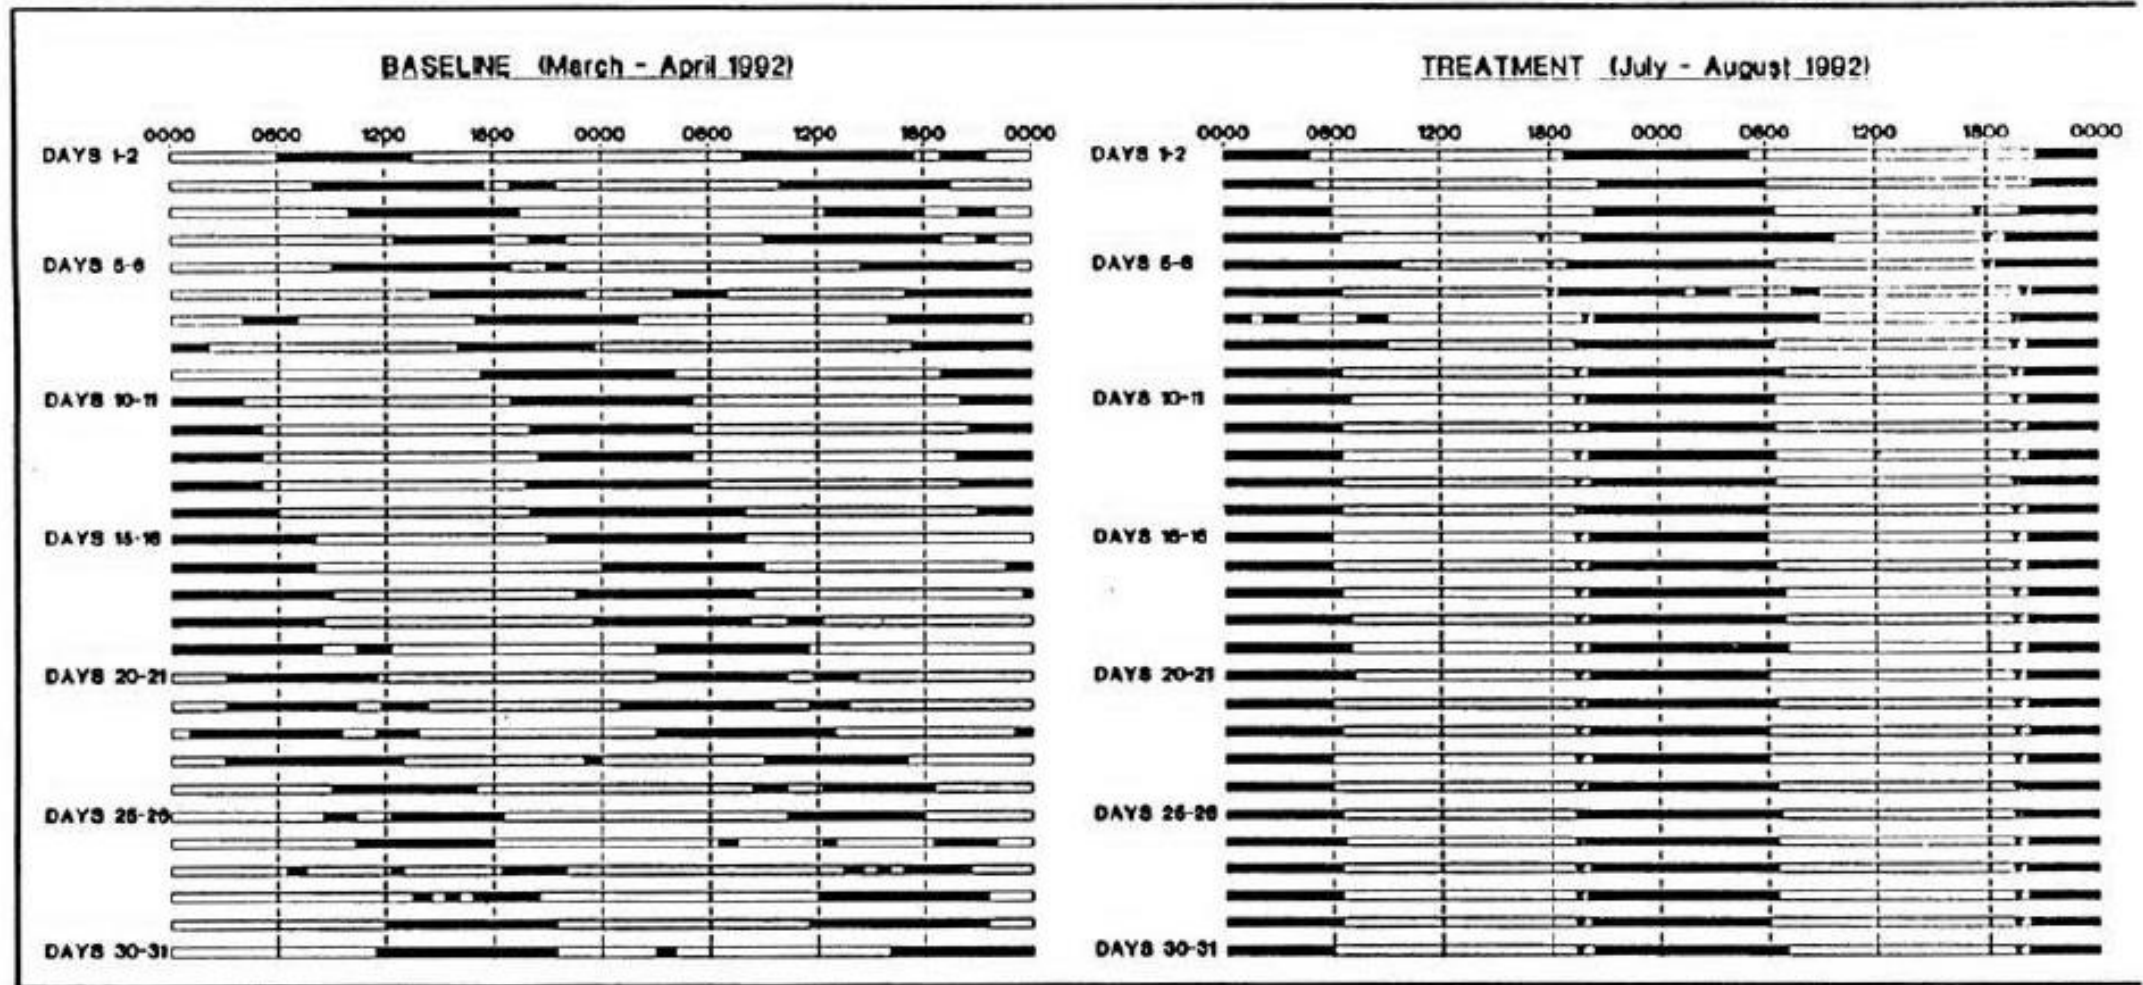 BASELINE (March - April 1992)
0000 0600 1200 1800 0000 0600 1200 1800 0000
DAYS 1-2
DAYS 5-6
DAYS 10-11
DAYS 15-16
DAYS 20-21
DAYS 25-26
DAYS 30-31
TREATMENT (July - August 1992)
0000 0600 1200 1800 0000 0600 1200 1800 0000
DAYS 1-2
DAYS 5-6
DAYS 10-11
DAYS 15-16
DAYS 20-21
DAYS 25-26
DAYS 30-31